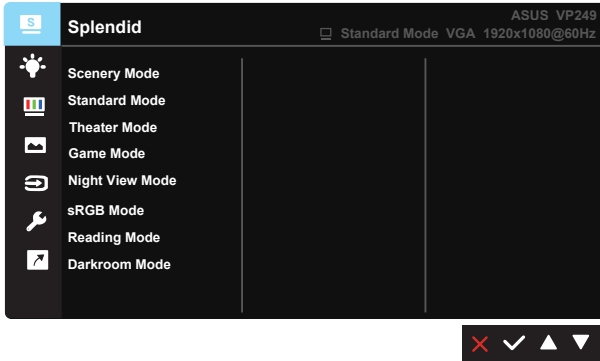 S
Splendid
ASUS VP249
Standard Mode VGA 1920x1080@60Hz
Scenery Mode
Standard Mode
Theater Mode
Game Mode
Night View Mode
sRGB Mode
Reading Mode
Darkroom Mode